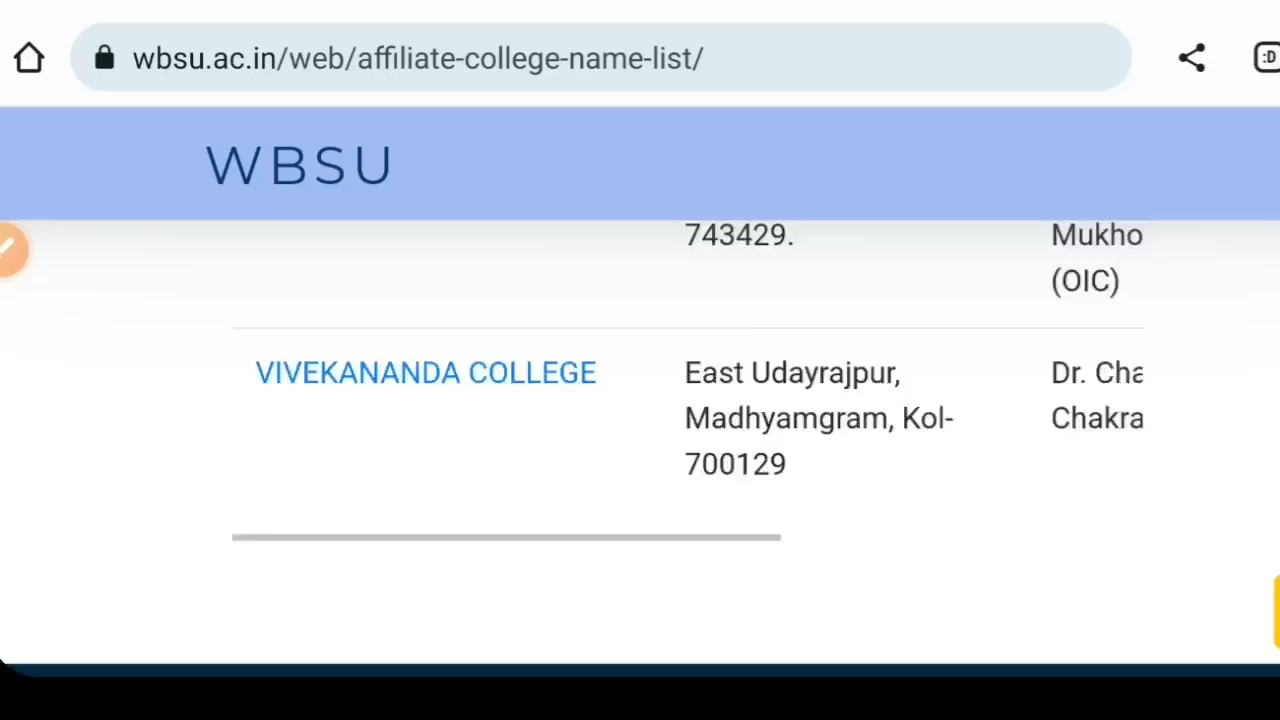 wbsu.ac.in/web/affiliate-college-name-list/
:D
WBSU
743429.
Mukho
(OIC)
VIVEKANANDA COLLEGE
East Udayrajpur,
Madhyamgram, Kol-
700129
Dr. Cha
Chakra